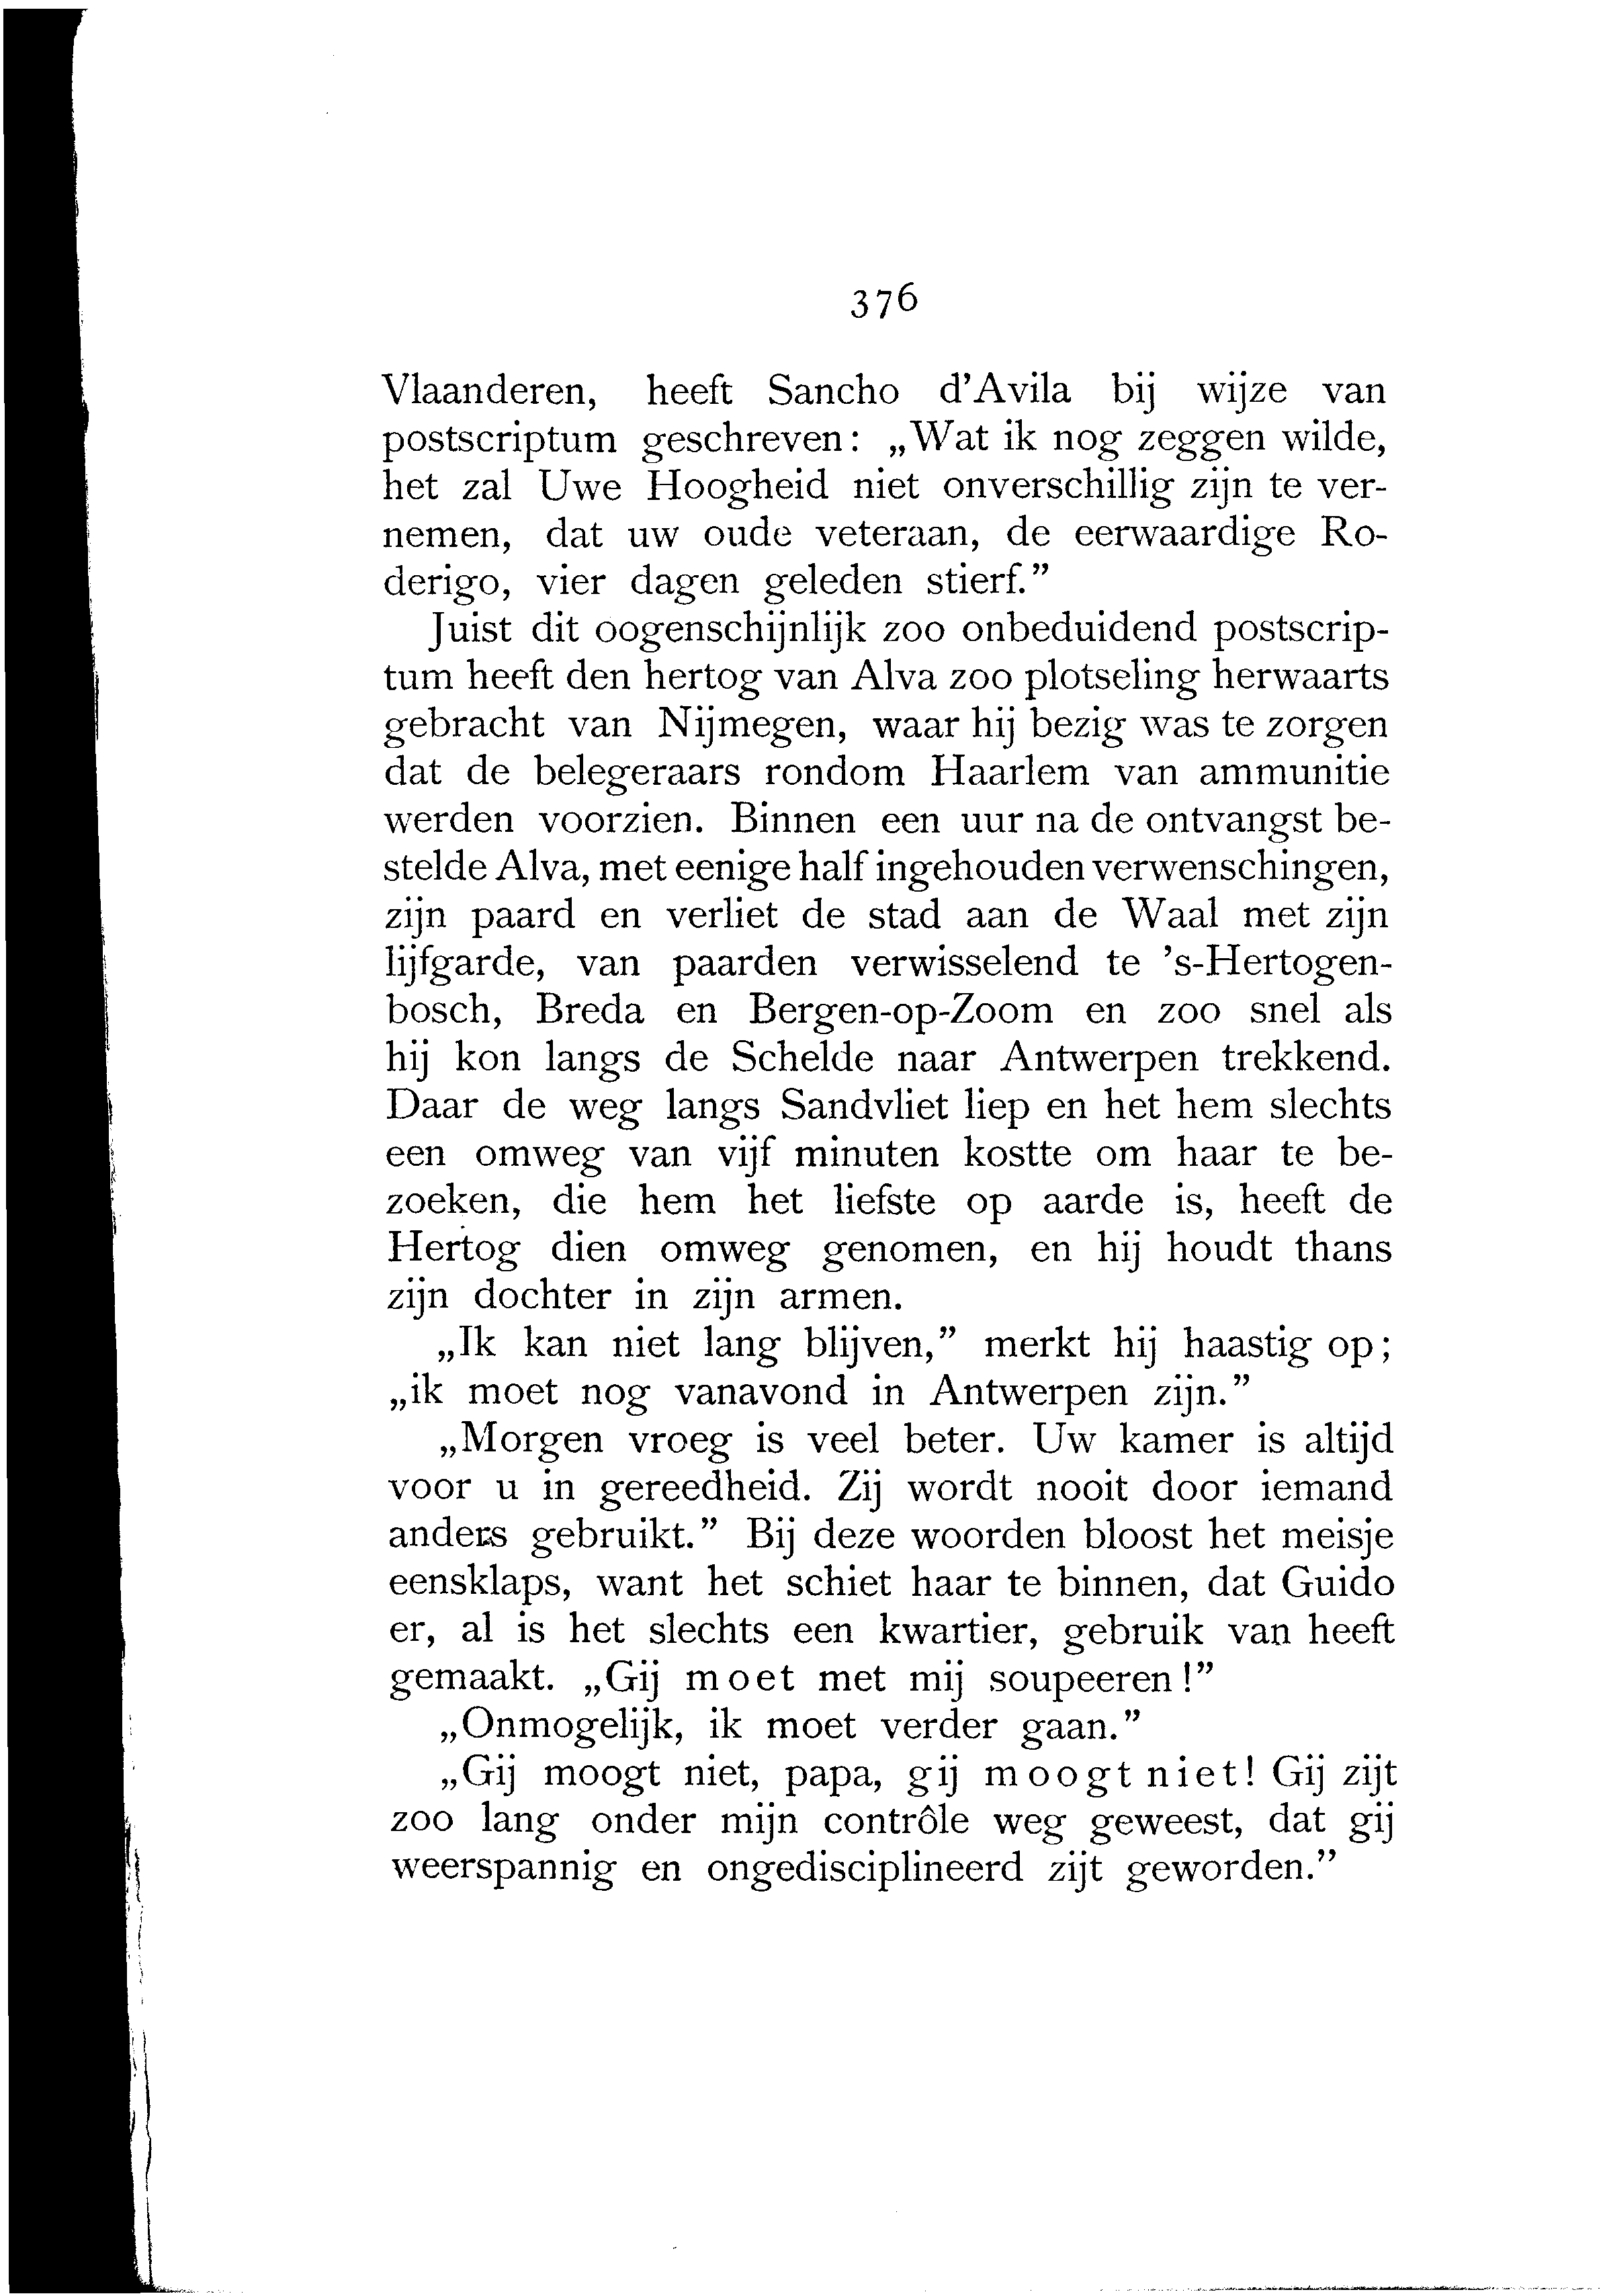 376
Vlaanderen, heeft Sancho d'Avila bij wijze van
postscriptum geschreven: „Wat ik nog zeggen wilde,
het zal Uwe Hoogheid niet onverschillig zijn te ver-
nemen, dat uw oude veteraan, de eerwaardige Ro-
derigo, vier dagen geleden stierf.”
Juist dit oogenschijnlijk zoo onbeduidend postscrip-
tum heeft den hertog van Alva zoo plotseling herwaarts
gebracht van Nijmegen, waar hij bezig was te zorgen
dat de belegeraars rondom Haarlem van ammunitie
werden voorzien. Binnen een uur na de ontvangst be-
stelde Alva, met eenige half ingehouden verwenschingen,
zijn paard en verliet de stad aan de Waal met zijn
lijfgarde, van paarden verwisselend te 's-Hertogen-
bosch, Breda en Bergen-op-Zoom en zoo snel als
hij kon langs de Schelde naar Antwerpen trekkend.
Daar de weg langs Sandvliet liep en het hem slechts
een omweg van vijf minuten kostte om haar te be-
zoeken, die hem het liefste op aarde is, heeft de
Hertog dien omweg genomen, en hij houdt thans
zijn dochter in zijn armen.
„Ik kan niet lang blijven,” merkt hij haastig op;
„ik moet nog vanavond in Antwerpen zijn.”
„Morgen vroeg is veel beter. Uw kamer is altijd
voor u in gereedheid. Zij wordt nooit door iemand
anders gebruikt.” Bij deze woorden bloost het meisje
eensklaps, want het schiet haar te binnen, dat Guido
er, al is het slechts een kwartier, gebruik van heeft
gemaakt. „Gij moet met mij soupeeren!”
„Onmogelijk, ik moet verder gaan.”
„Gij moogt niet, papa, gij moogt niet! Gij zijt
zoo lang onder mijn contrôle weg geweest, dat gij
weerspannig en ongedisciplineerd zijt geworden.”